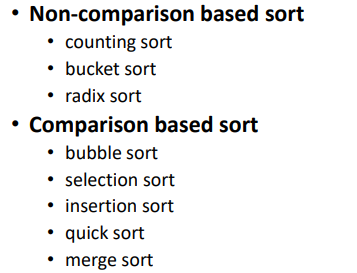 • Non-comparison based sort
• counting sort
• bucket sort
• radix sort
• Comparison based sort
• bubble sort
• selection sort
• insertion sort
• quick sort
• merge sort